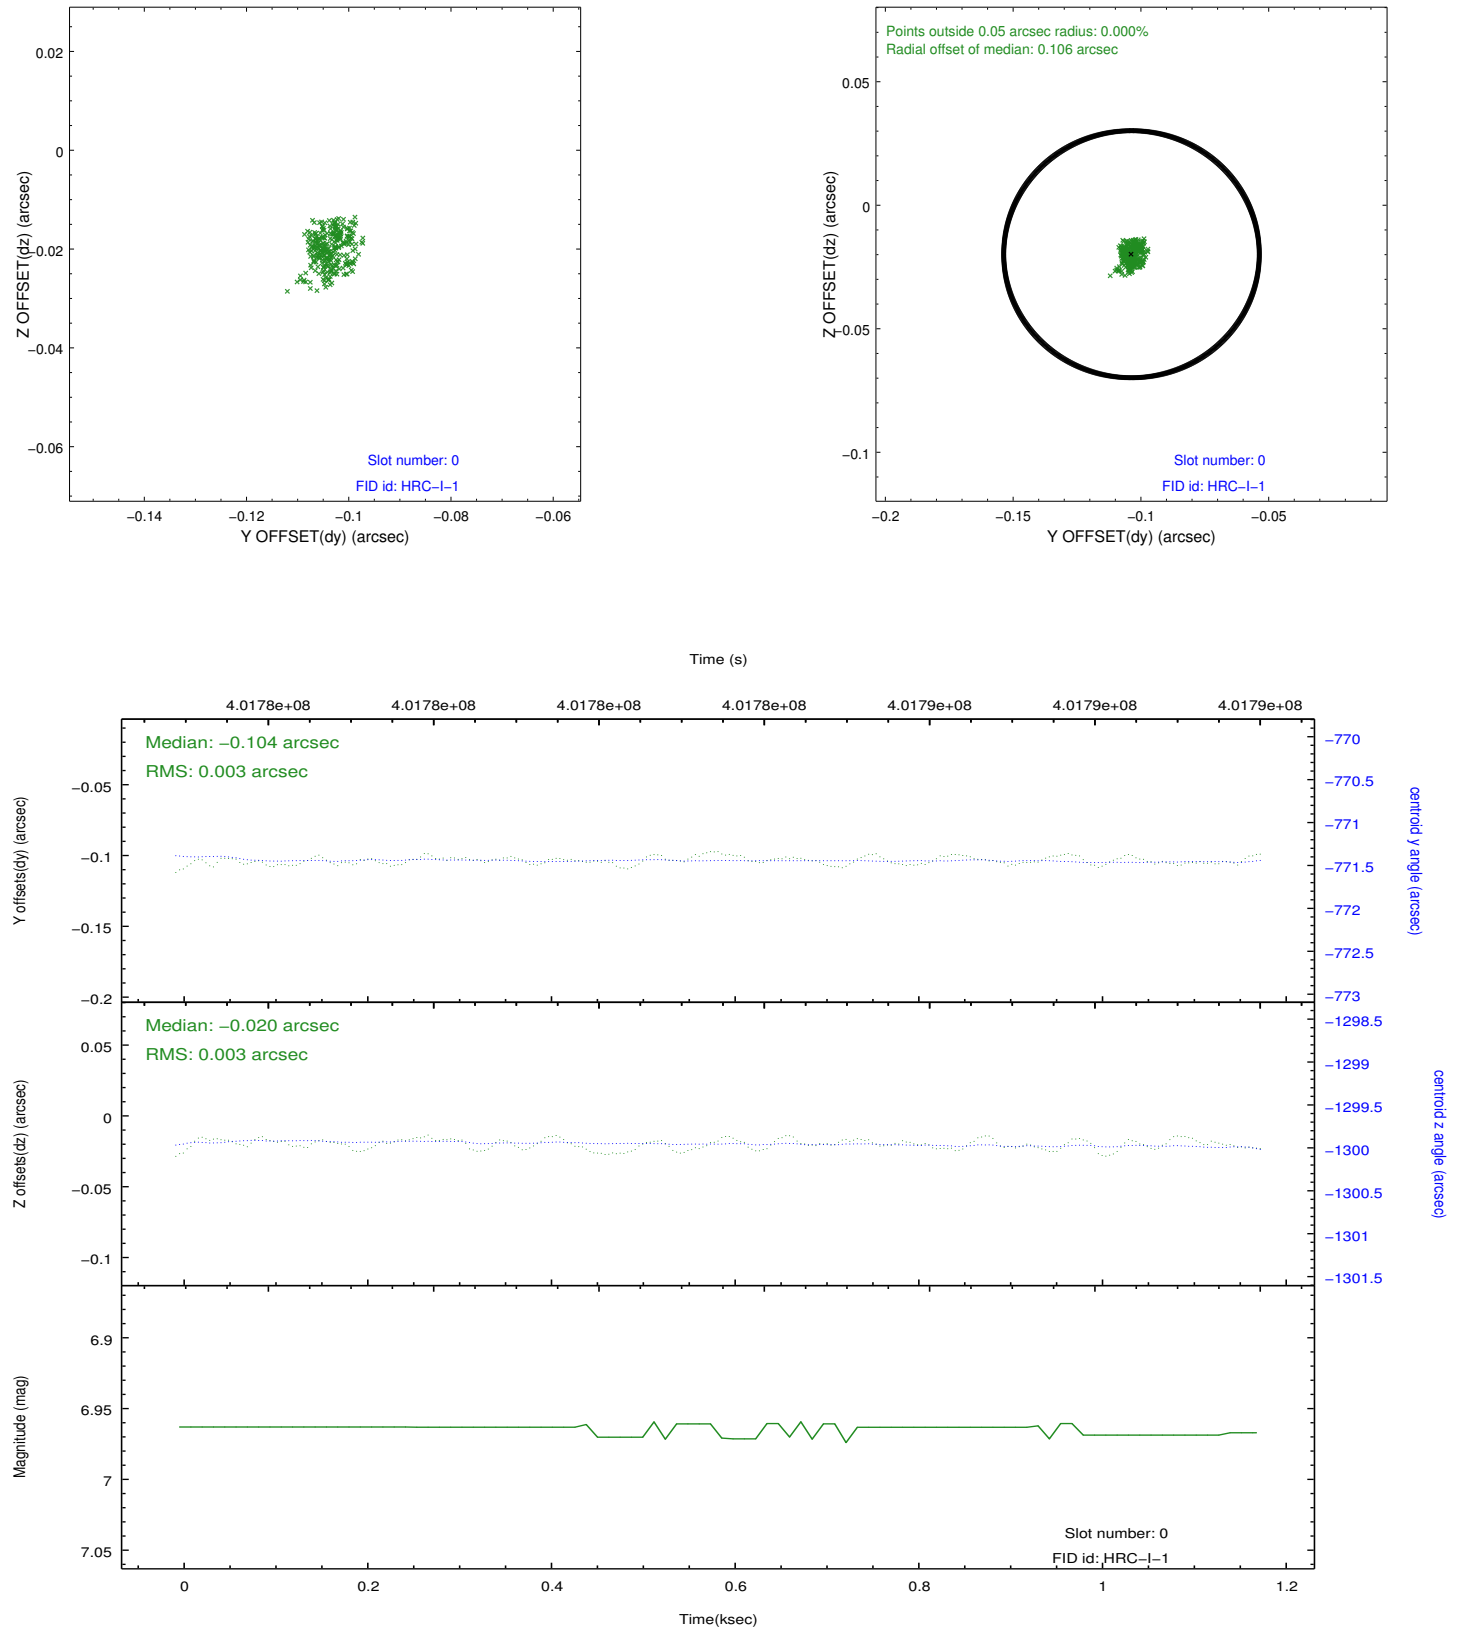 0.02
0
−0.02
−0.04
−0.06
Z OFFSET(dz) (arcsec)
Slot number: 0
FID id: HRC−I−1
−0.14
−0.12
−0.1
−0.08
−0.06
Y OFFSET(dy) (arcsec)
Points outside 0.05 arcsec radius: 0.000%
Radial offset of median: 0.106 arcsec
0.05
0
−0.05
−0.1
Z OFFSET(dz) (arcsec)
Slot number: 0
FID id: HRC−I−1
−0.2
−0.15
−0.1
−0.05
Y OFFSET(dy) (arcsec)
Time (s)
4.0178e+08
4.0178e+08
4.0178e+08
4.0178e+08
4.0179e+08
4.0179e+08
4.0179e+08
Median: −0.104 arcsec
RMS: 0.003 arcsec
−0.05
−0.1
−0.15
−0.2
Y offsets(dy) (arcsec)
−770
−770.5
−771
−771.5
−772
−772.5
−773
centroid y angle (arcsec)
Median: −0.020 arcsec
RMS: 0.003 arcsec
0.05
0
−0.05
−0.1
Z offsets(dz) (arcsec)
−1298.5
−1299
−1299.5
−1300
−1300.5
−1301
−1301.5
centroid z angle (arcsec)
6.9
6.95
7
7.05
Magnitude (mag)
Slot number: 0
FID id: HRC−I−1
0
0.2
0.4
0.6
0.8
1
1.2
Time(ksec)